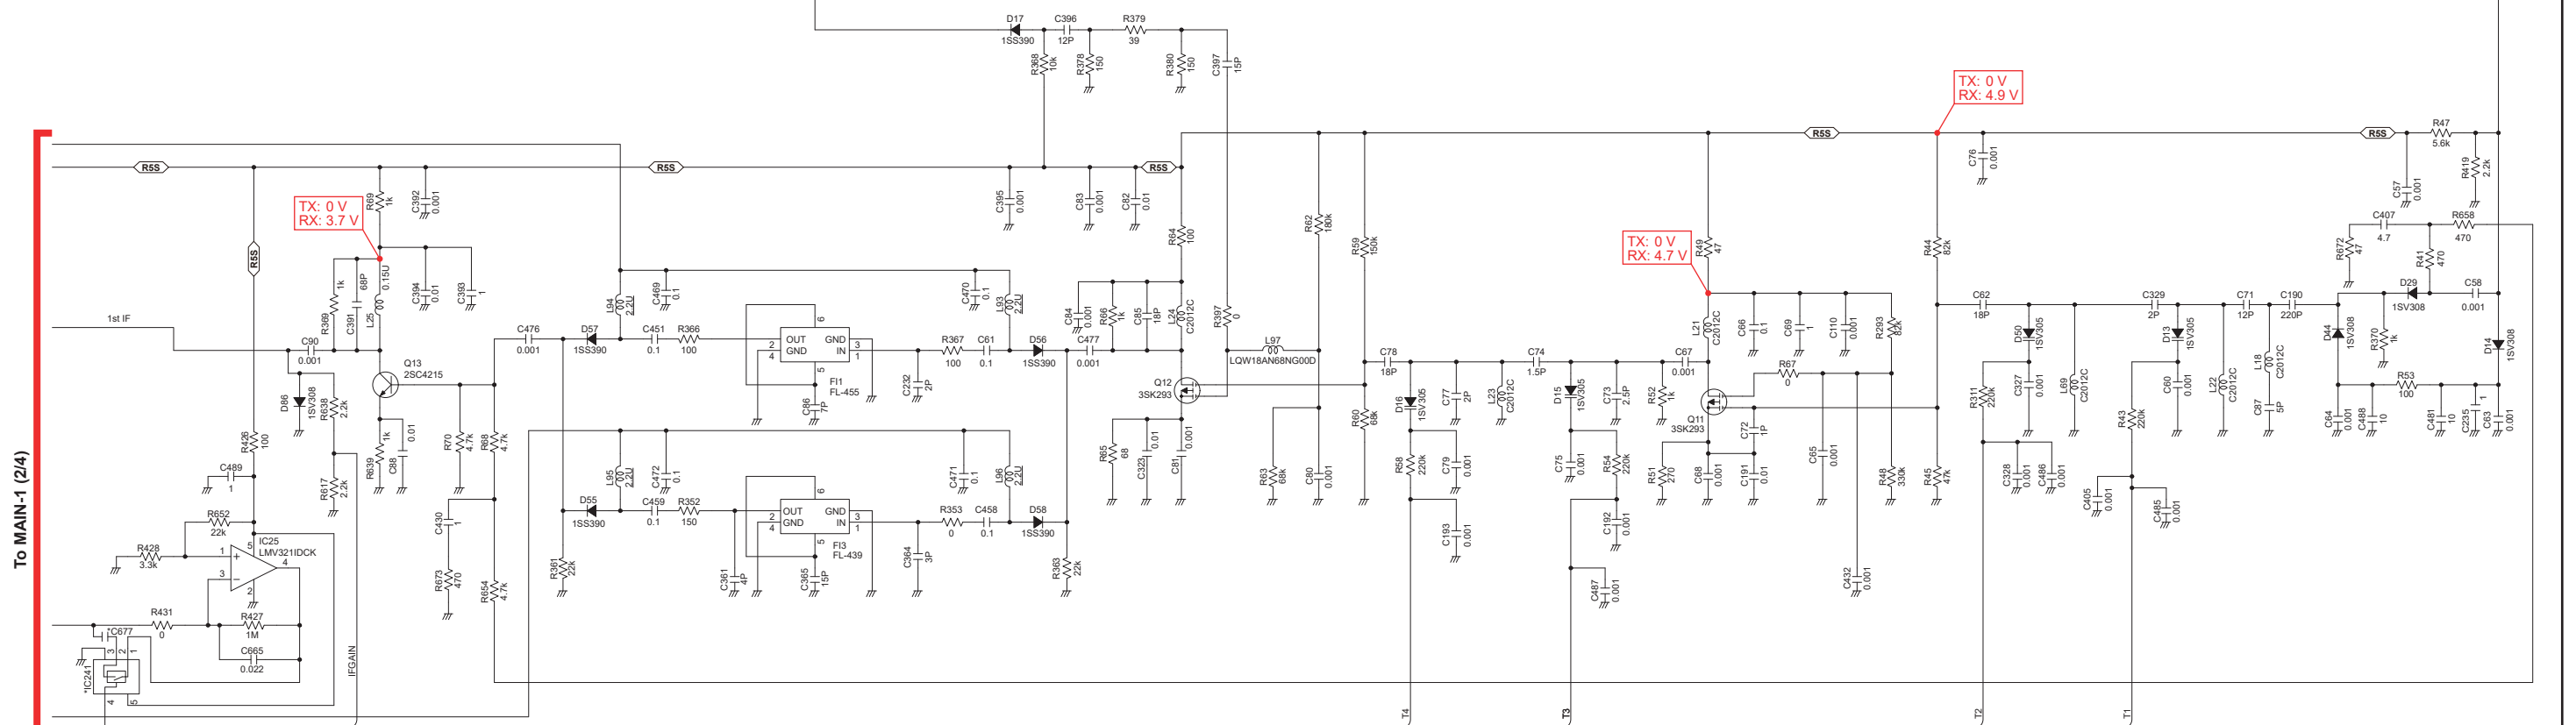 D17
1SS390
C396
12P
R379
39
R368
10k
R378
150
R380
150
C397
15P
TX: 0 V
RX: 4.9 V
R5S
R5S
R47
5.6k
R5S
R5S
R5S
C76
0.001
C57
0.001
R419
2.2k
R69
1k
C392
0.001
C395
0.001
C83
0.001
C82
0.01
TX: 0 V
RX: 3.7 V
R5S
R64
100
R62
180k
R59
150k
TX: 0 V
RX: 4.7 V
R49
47
R44
82k
C407
4.7
R658
470
R672
47
R41
470
R369
1k
C391
68P
L25
0.15U
C394
0.01
C393
1
L94
2.2U
C469
0.1
C470
0.1
L93
2.2U
C84
0.001
R66
1k
C85
18P
L24
C2012C
R397
0
L97
LQW18AN68NG00D
L21
C2012C
C66
0.1
C69
1
C110
0.001
R293
82k
C62
18P
C329
2P
C71
12P
C190
220P
D29
1SV308
C58
0.001
1st IF
C90
0.001
C476
0.001
D57
1SS390
C451
0.1
R366
100
OUT
GND
GND
IN
2
4
6
3
1
5
FI1
FL-455
C86
7P
C232
2P
R367
100
C61
0.1
D56
1SS390
C477
0.001
D50
1SV305
D13
1SV305
D44
1SV308
R370
1k
D14
1SV308
Q13
2SC4215
Q12
3SK293
C78
18P
C74
1.5P
C67
0.001
R67
0
C327
0.001
L69
C2012C
C60
0.001
L22
C2012C
L18
C2012C
C87
5P
R53
100
D86
1SV308
R638
2.2k
D16
1SV305
C77
2P
L23
C2012C
D15
1SV305
C73
2.5P
R52
1k
Q11
3SK293
C72
1P
R311
220k
R43
220k
C64
0.001
C488
10
C481
10
C235
1
C63
0.001
R426
100
R639
1k
C88
0.01
R70
4.7k
R68
4.7k
R65
68
C323
0.01
C81
0.001
R63
68k
C80
0.001
R60
68k
R58
220k
C79
0.001
C75
0.001
R54
220k
R51
270
C68
0.001
C191
0.01
C65
0.001
R48
330k
R45
47k
C328
0.001
C486
0.001
C405
0.001
C485
0.001
C489
1
R617
2.2k
L95
2.2U
C472
0.1
C471
0.1
L96
2.2U
D55
1SS390
C459
0.1
R352
150
OUT
GND
GND
IN
2
4
6
3
1
5
FI3
FL-439
C361
4P
C365
15P
C364
3P
R353
0
C458
0.1
D58
1SS390
C193
0.001
C192
0.001
C487
0.001
C432
0.001
R652
22k
R428
3.3k
IC25
LMV321IDCK
1
3
5
4
2
C430
1
R673
470
R654
4.7k
R361
22k
R363
22k
R431
0
R427
1M
C665
0.022
*C677
*IC241
3
2
1
4
5
IFGAIN
T4
T3
T2
T1
To MAIN-1 (2/4)